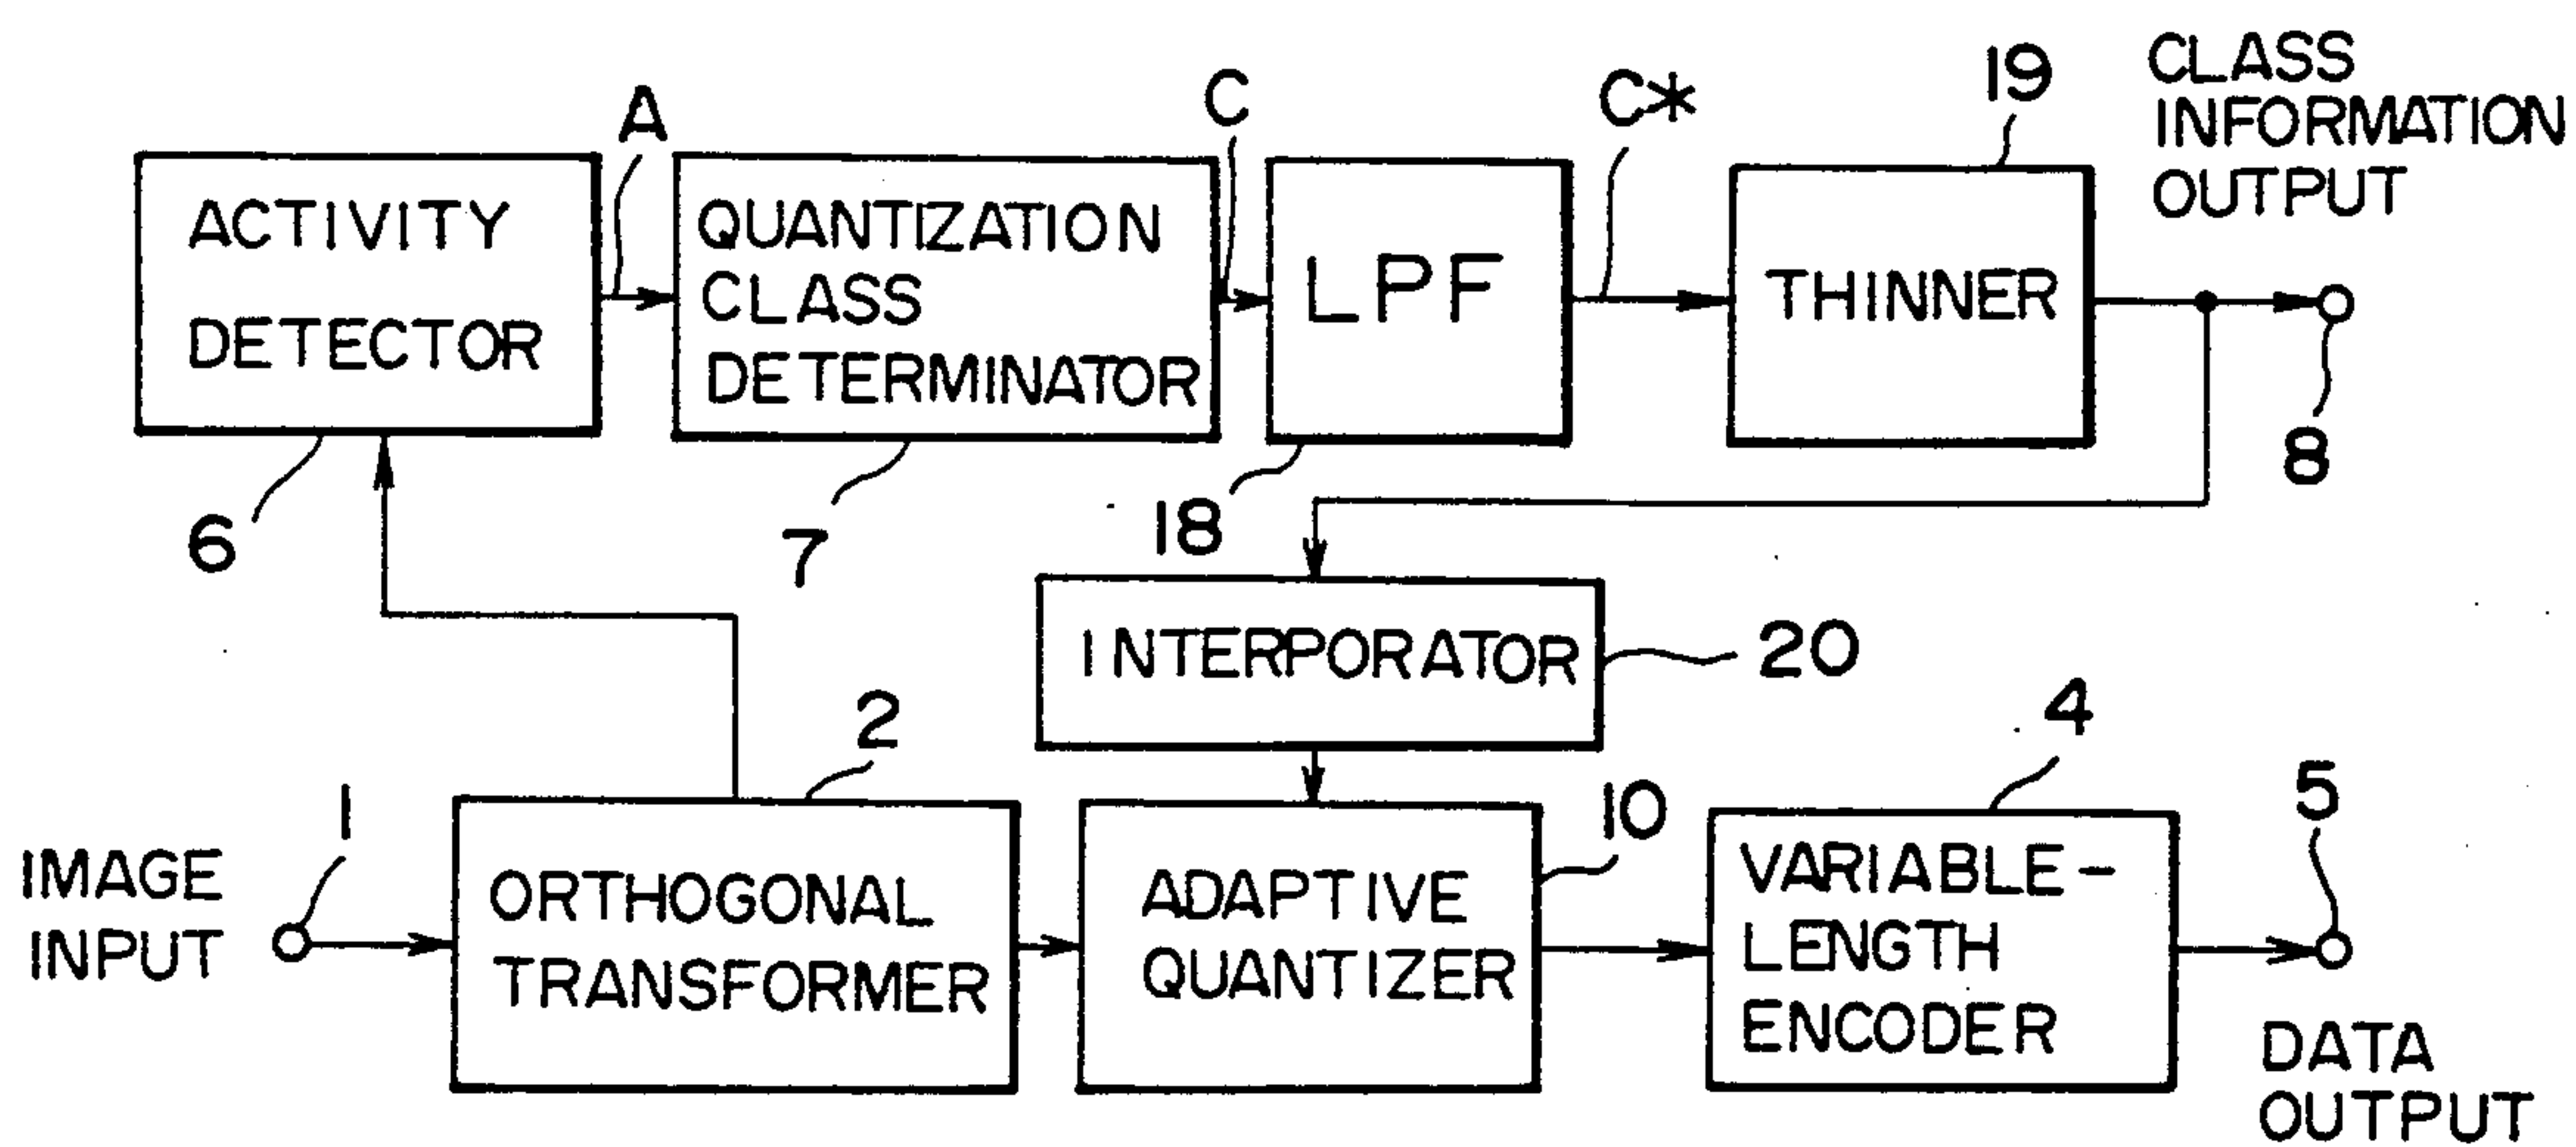 CLASS
INFORMATION
OUTPUT
A
C
C*
19
ACTIVITY
DETECTOR
QUANTIZATION
CLASS
DETERMINATOR
LPF
THINNER
8
6
7
18
INTERPORATOR
20
2
4
1
10
5
IMAGE
INPUT
ORTHOGONAL
TRANSFORMER
ADAPTIVE
QUANTIZER
VARIABLE-
LENGTH
ENCODER
DATA
OUTPUT